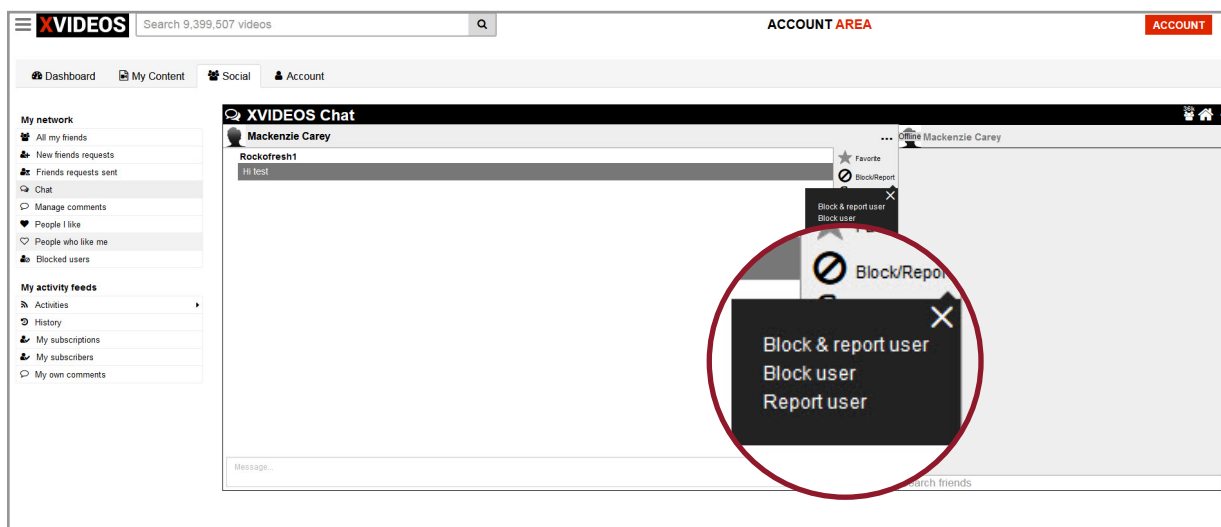 XVIDEOS
Search 9,399,507 videos
ACCOUNT AREA
ACCOUNT
Dashboard
My Content
Social
Account
My network
All my friends
New friends requests
Friends requests sent
Chat
Manage comments
People I like
People who like me
Blocked users
My activity feeds
Activities
History
My subscriptions
My subscribers
My own comments
XVIDEOS Chat
36k
Mackenzie Carey
...
Offline
Mackenzie Carey
Rockofresh1
Hi test
Favorite
Block/Report
Block & report user
Block user
Block/Repor
Block & report user
Block user
Report user
Message...
earch friends